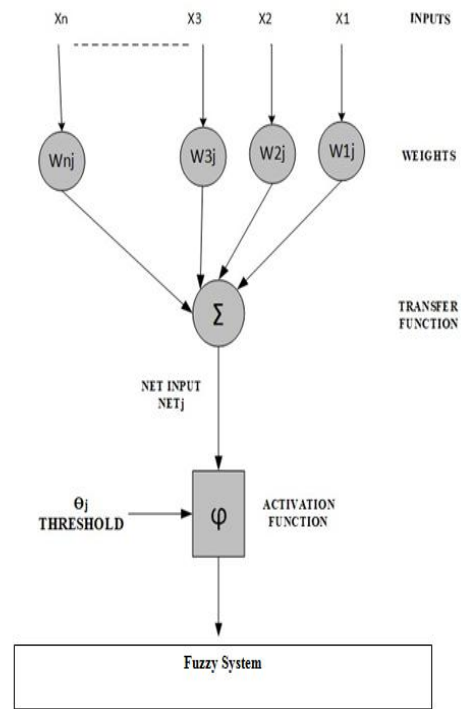 Xn X3 X2 X1 INPUTS
Wnj W3j W2j W1j WEIGHTS
Σ
TRANSFER
FUNCTION
NET INPUT
NETj
θj
THRESHOLD
φ
ACTIVATION
FUNCTION
Fuzzy System